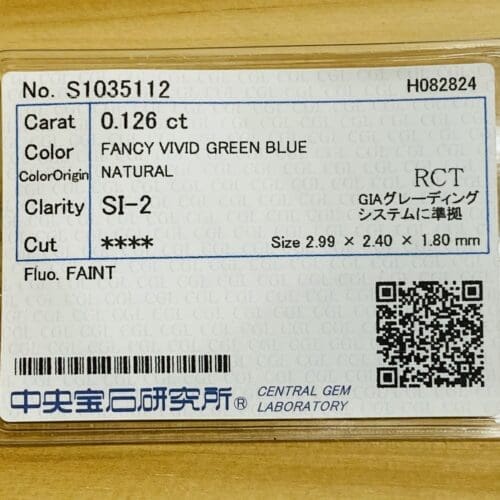 No. S1035112 H082824
Carat 0.126 ct
Color FANCY VIVID GREEN BLUE
ColorOrigin NATURAL
RCT
Clarity SI-2 GIAグレーディング
システムに準拠
Cut **** Size 2.99 × 2.40 × 1.80 mm
Fluo. FAINT
中央宝石研究所® CENTRAL GEM
LABORATORY